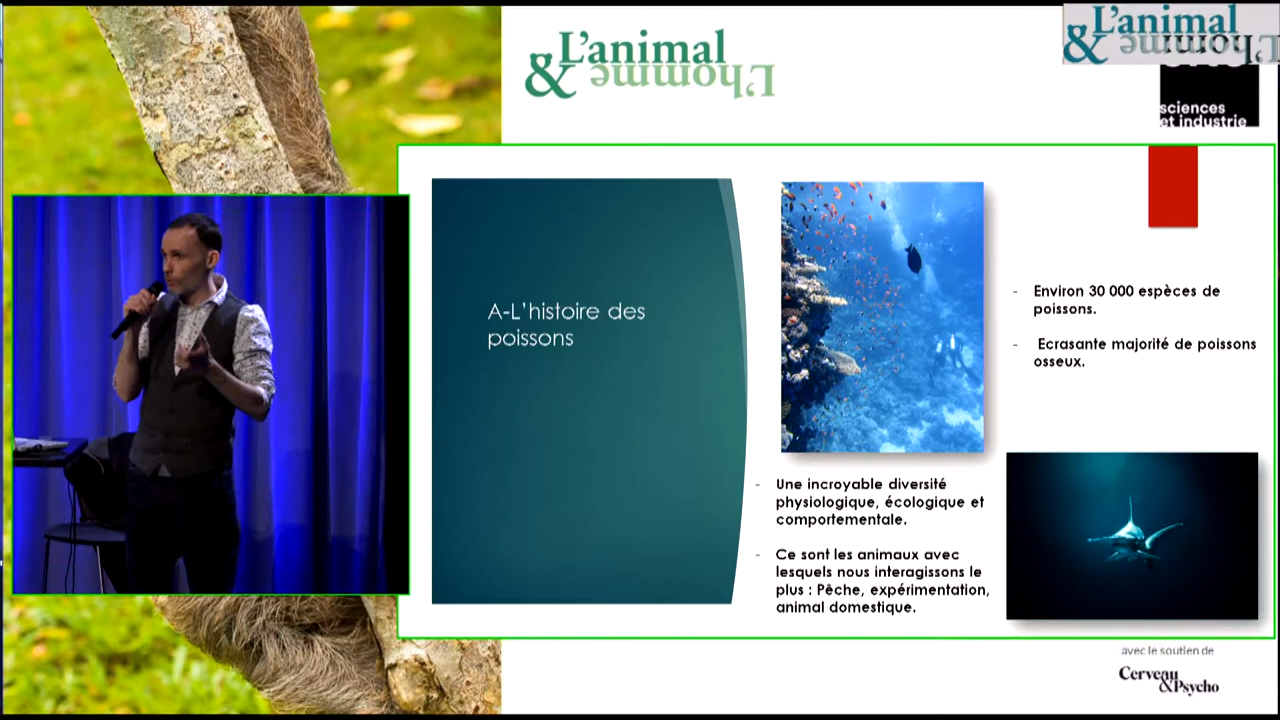 L'animal
& L'homme
L'animal
& L'homme
sciences
et industrie
A-L'histoire des
poissons
- Environ 30 000 espèces de
poissons.
- Ecrasante majorité de poissons
osseux.
- Une incroyable diversité
physiologique, écologique et
comportementale.
- Ce sont les animaux avec
lesquels nous interagissons le
plus : Pêche, expérimentation,
animal domestique.
avec le soutien de
Cerveau
&Psycho